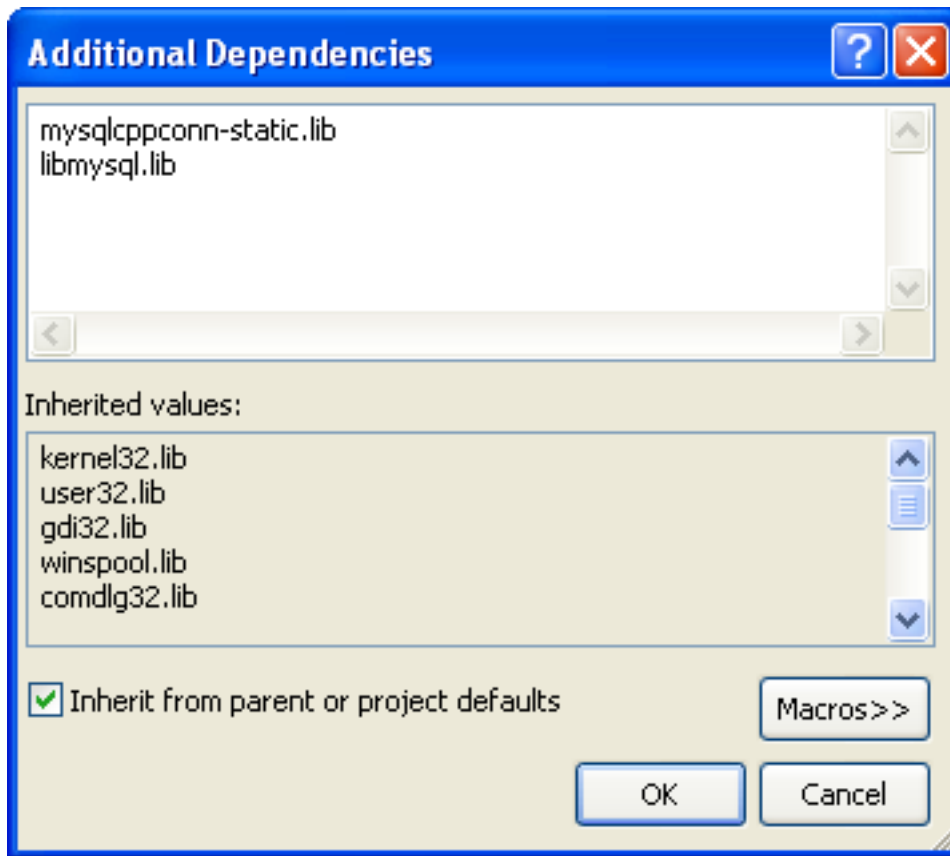 Additional Dependencies
mysqlcppconn-static.lib
libmysql.lib
Inherited values:
kernel32.lib
user32.lib
gdi32.lib
winspool.lib
comdlg32.lib
Inherit from parent or project defaults
Macros>>
OK
Cancel